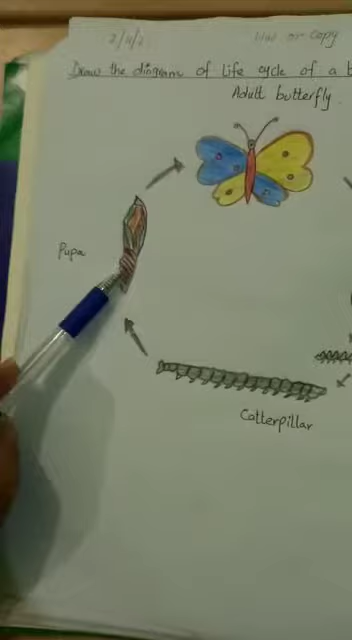 Draw the diagram of life cycle of a b
Adult butterfly
Pupa
Catterpillar